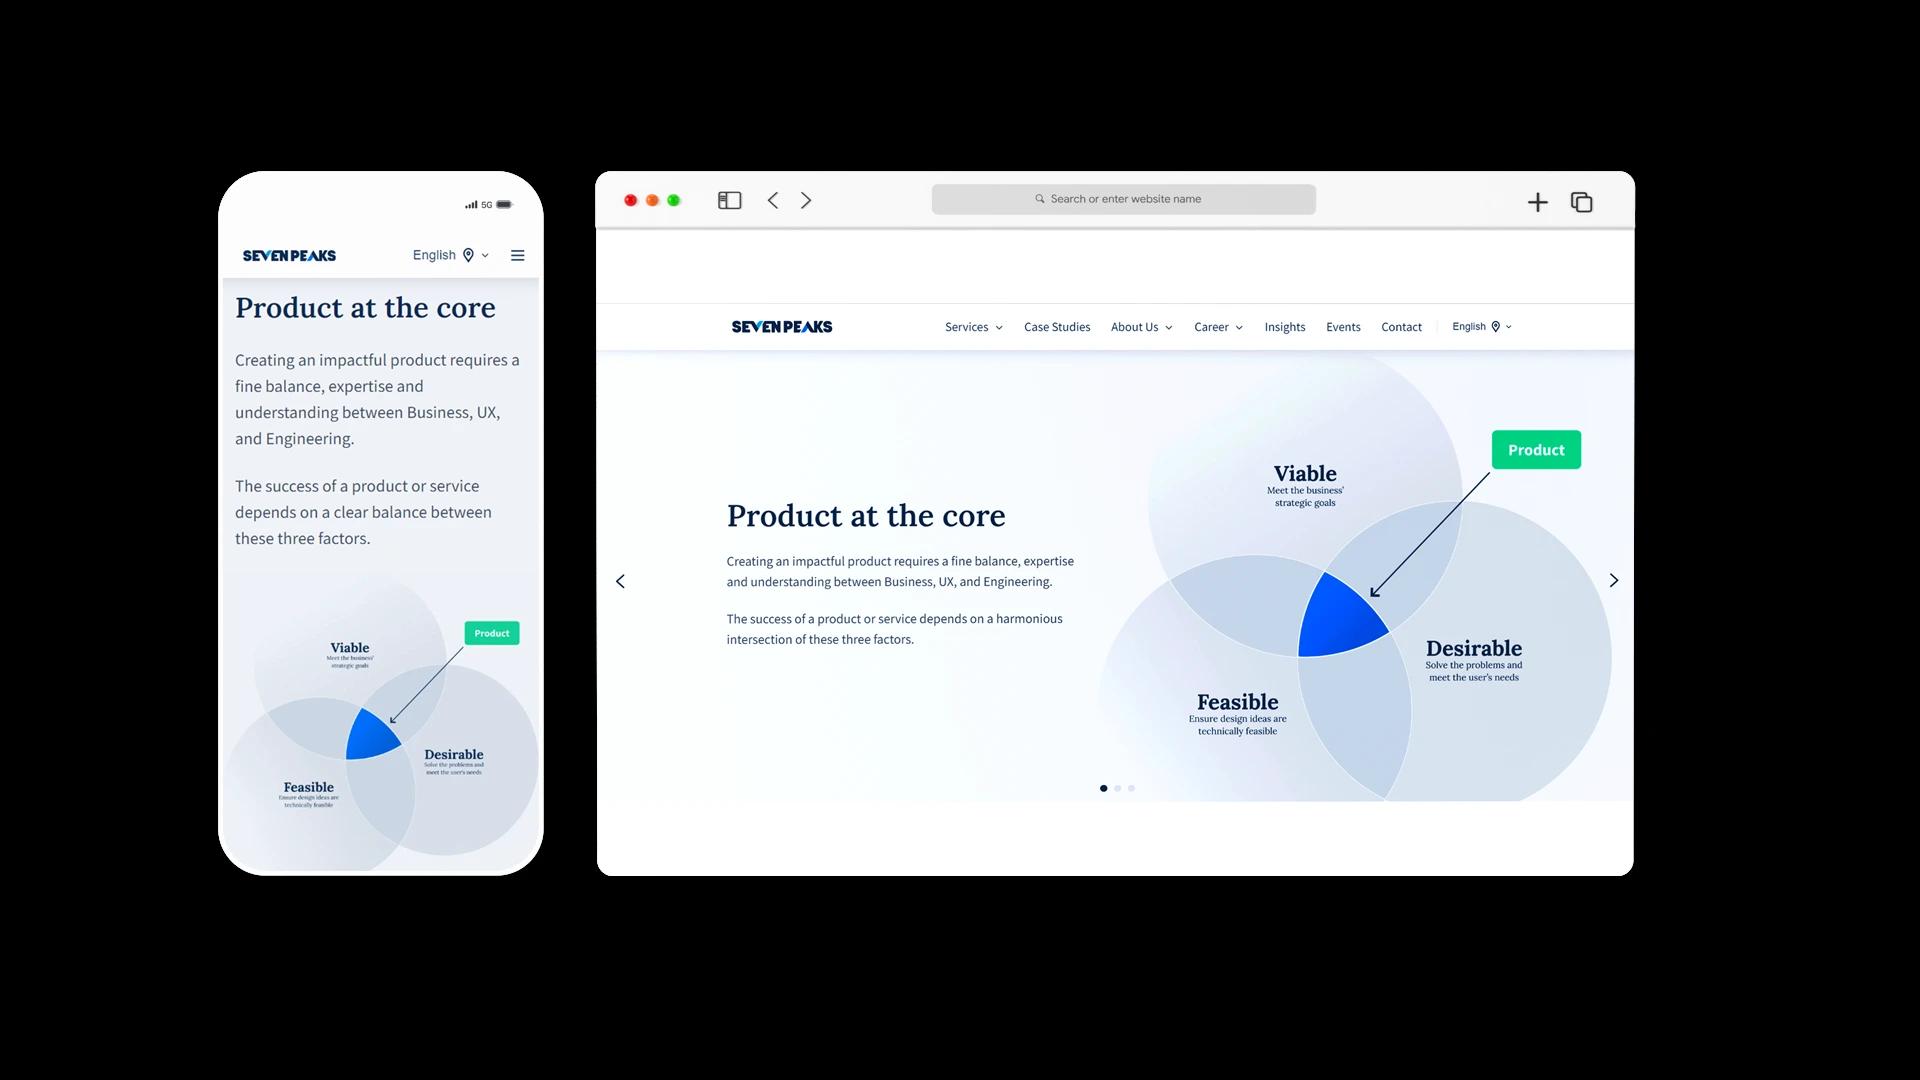 5G
SEVEN PEAKS
English
Product at the core
Creating an impactful product requires a
fine balance, expertise and
understanding between Business, UX,
and Engineering.
The success of a product or service
depends on a clear balance between
these three factors.
Product
Viable
Meet the business'
strategic goals
Desirable
Solve the problems and
meet the user's needs
Feasible
Ensure design ideas are
technically feasible
Search or enter website name
SEVEN PEAKS
Services
Case Studies
About Us
Career
Insights
Events
Contact
English
Product at the core
Creating an impactful product requires a fine balance, expertise
and understanding between Business, UX, and Engineering.
The success of a product or service depends on a harmonious
intersection of these three factors.
Product
Viable
Meet the business'
strategic goals
Desirable
Solve the problems and
meet the user's needs
Feasible
Ensure design ideas are
technically feasible